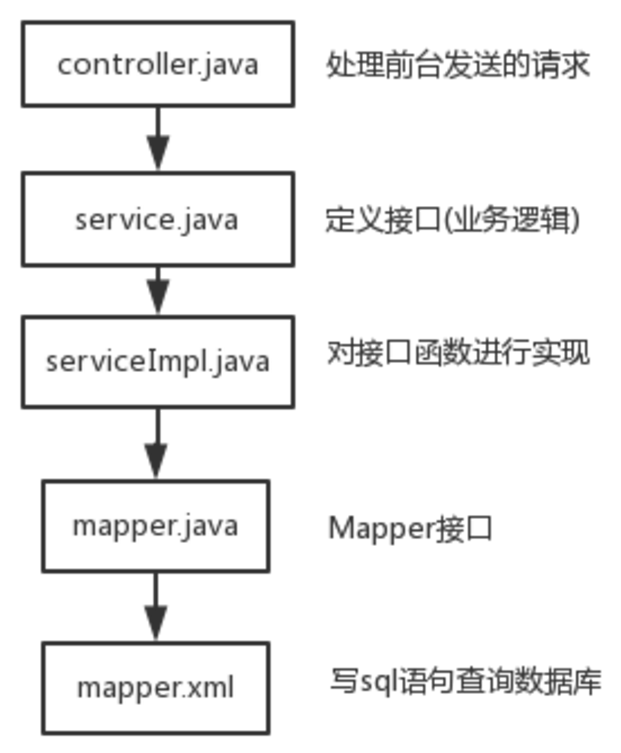 controller.java 处理前台发送的请求
service.java 定义接口(业务逻辑)
serviceImpl.java 对接口函数进行实现
mapper.java Mapper接口
mapper.xml 写sql语句查询数据库